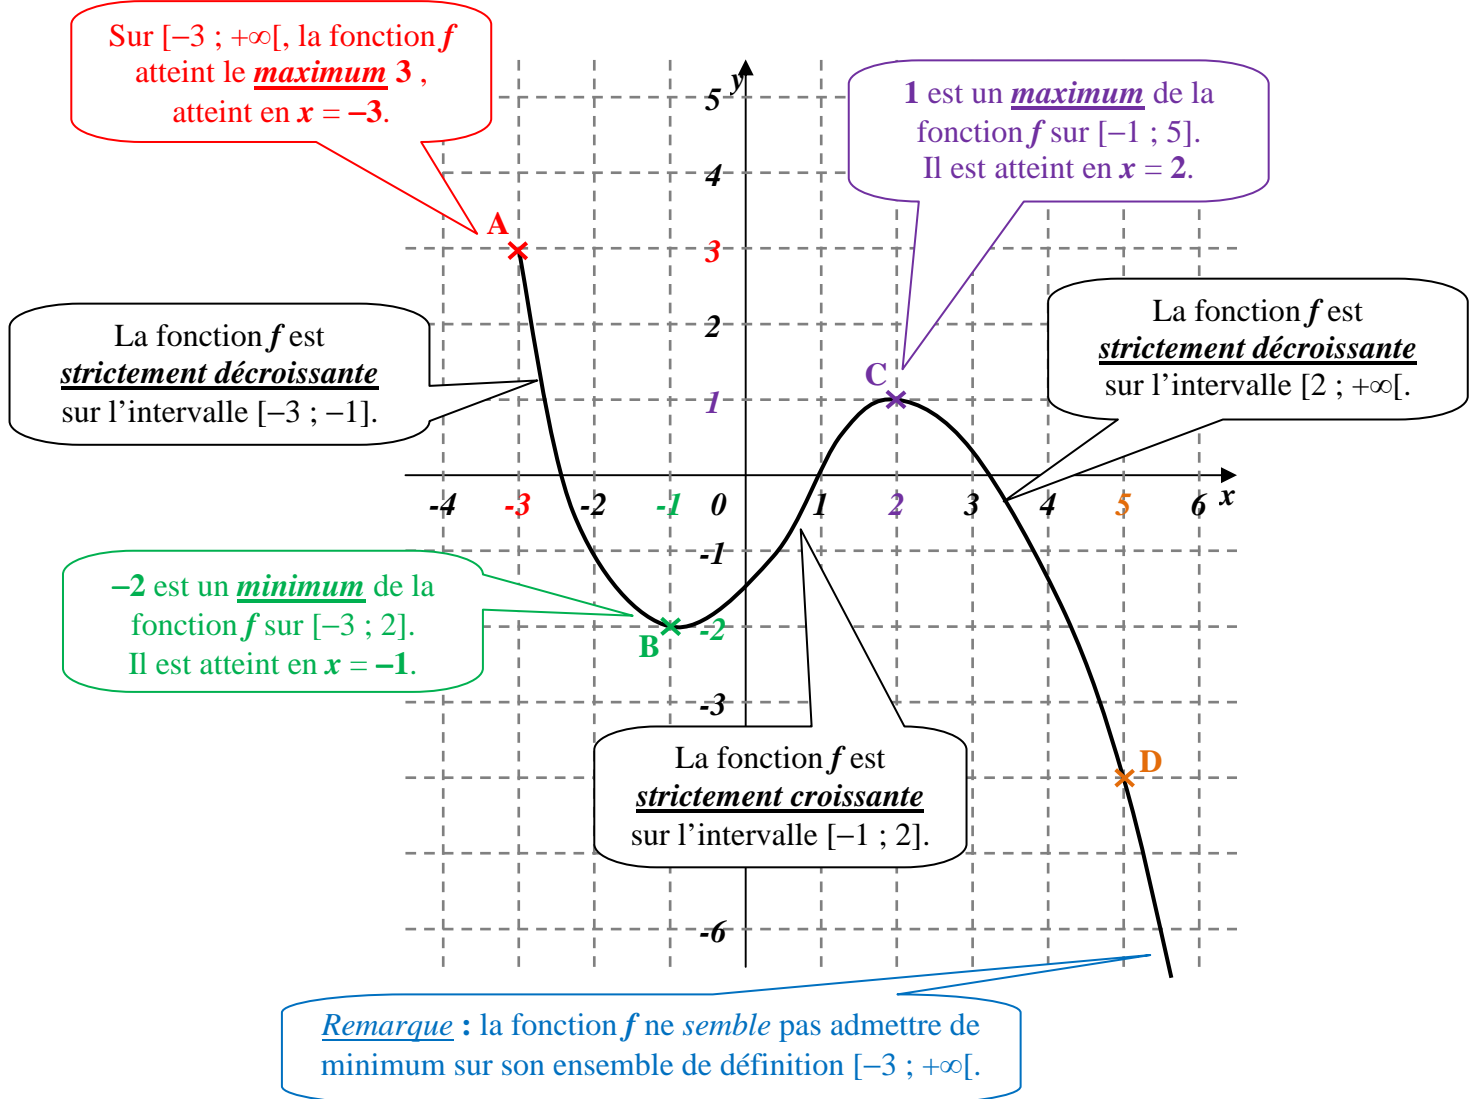 Sur [−3 ; +∞[, la fonction f
atteint le maximum 3 ,
atteint en x = −3.
1 est un maximum de la
fonction f sur [−1 ; 5].
Il est atteint en x = 2.
La fonction f est
strictement décroissante
sur l’intervalle [−3 ; −1].
La fonction f est
strictement décroissante
sur l’intervalle [2 ; +∞[.
−2 est un minimum de la
fonction f sur [−3 ; 2].
Il est atteint en x = −1.
La fonction f est
strictement croissante
sur l’intervalle [−1 ; 2].
Remarque : la fonction f ne semble pas admettre de
minimum sur son ensemble de définition [−3 ; +∞[.
y
5
4
3
2
1
-4 -3 -2 -1 0 1 2 3 4 5 6 x
-1
-2
-3
-6
A
B
C
D